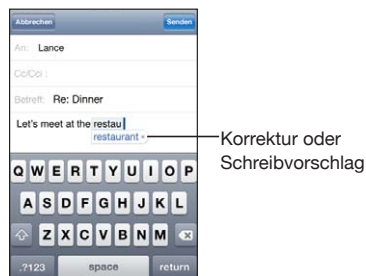 Abbrechen Senden
An: Lance
Cc/Cci :
Betreff: Re: Dinner
Let's meet at the restau
restaurant ×
Korrektur oder
Schreibvorschlag
Q W E R T Y U I O P
A S D F G H J K L
Z X C V B N M
.?123 space return